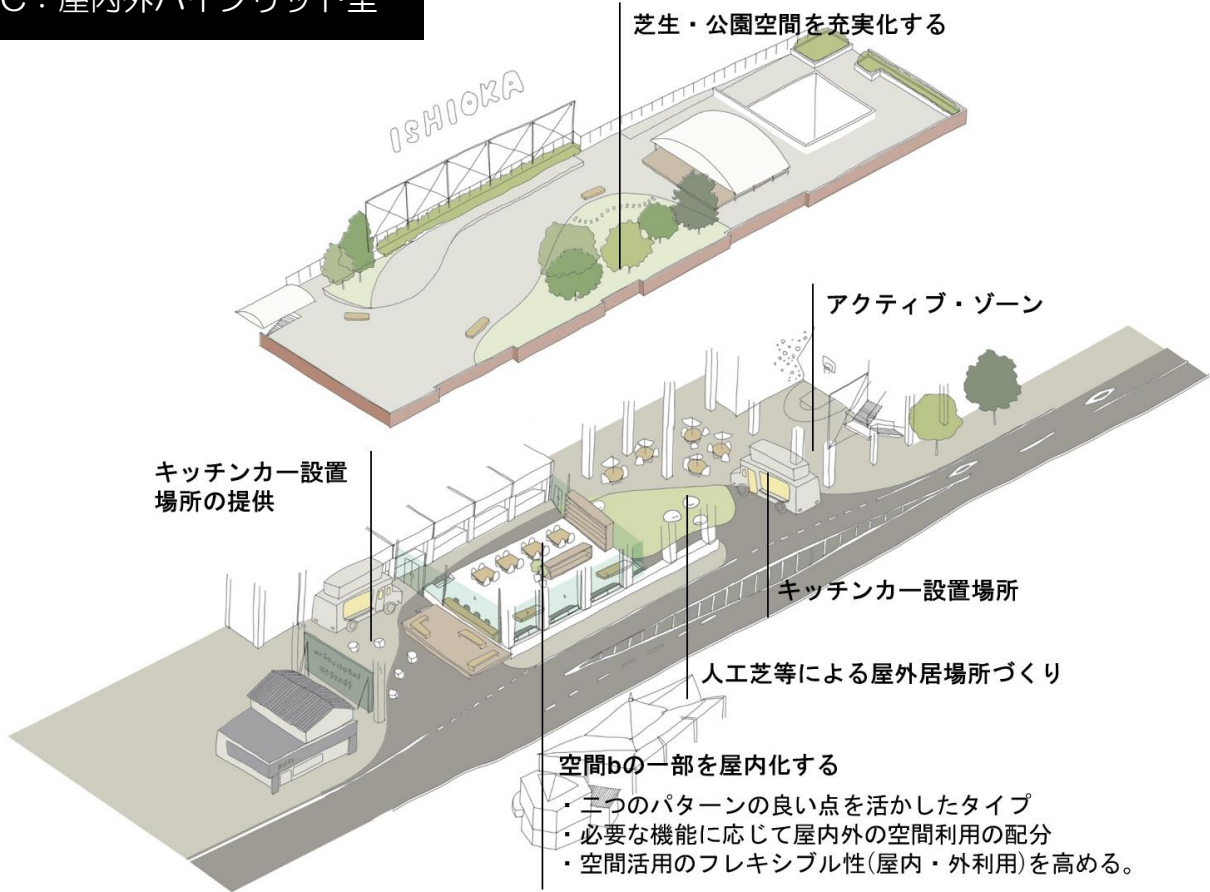 C：屋内外ハイブリッド型
芝生・公園空間を充実化する
ISHIOKA
アクティブ・ゾーン
キッチンカー設置
場所の提供
キッチンカー設置場所
人工芝等による屋外居場所づくり
空間bの一部を屋内化する
・二つのパターンの良い点を活かしたタイプ
・必要な機能に応じて屋内外の空間利用の配分
・空間活用のフレキシブル性(屋内・外利用)を高める。